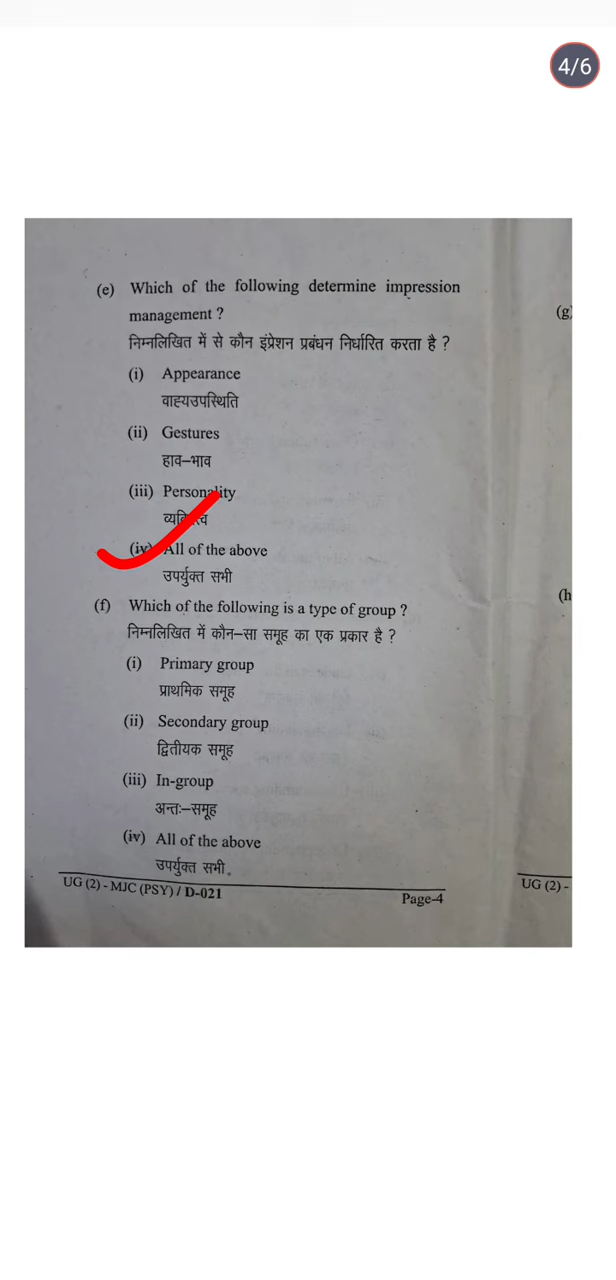 4/6
(e) Which of the following determine impression
management ?
निम्नलिखित में से कौन इंप्रेशन प्रबंधन निर्धारित करता है ?
(i) Appearance
वाह्यउपस्थिति
(ii) Gestures
हाव-भाव
(iii) Personality
व्यक्तित्व
(iv) All of the above
उपर्युक्त सभी
(f) Which of the following is a type of group ?
निम्नलिखित में कौन-सा समूह का एक प्रकार है ?
(i) Primary group
प्राथमिक समूह
(ii) Secondary group
द्वितीयक समूह
(iii) In-group
अन्तः-समूह
(iv) All of the above
उपर्युक्त सभी
UG (2) - MJC (PSY) / D-021
Page-4
(g)
(h
UG (2) -